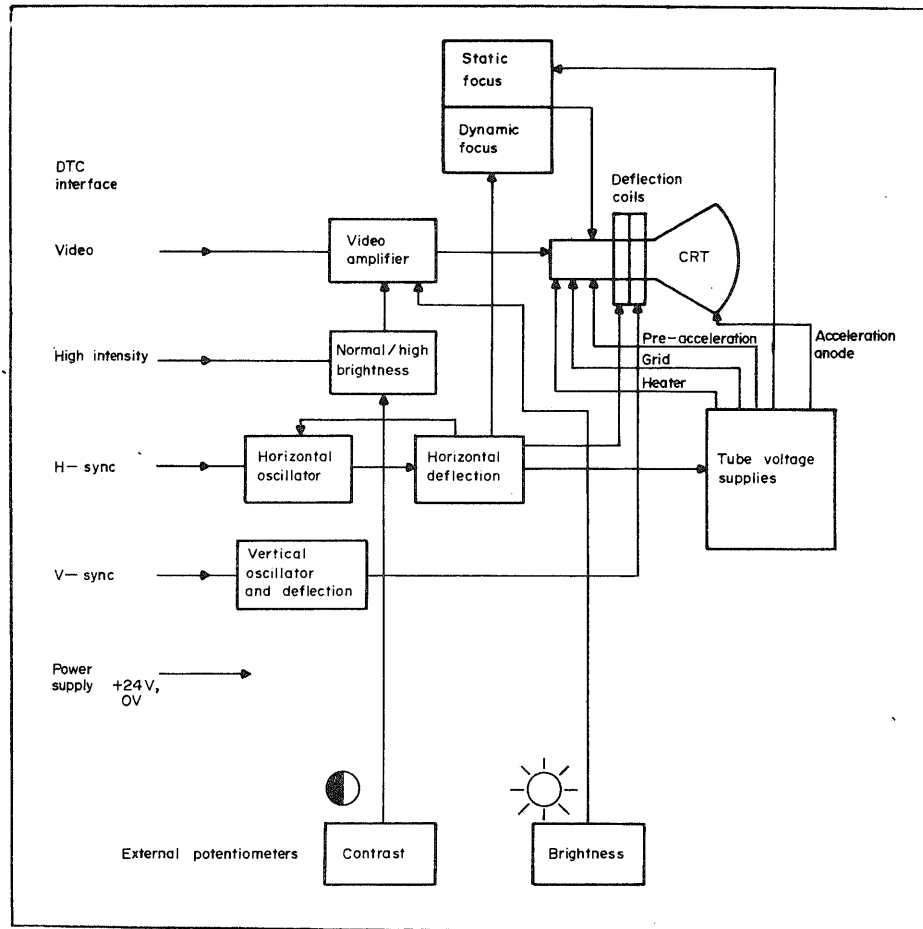 Static
focus
Dynamic
focus
DTC
interface
Deflection
coils
Video
Video
amplifier
CRT
High intensity
Normal/high
brightness
Pre-acceleration
Grid
Heater
Acceleration
anode
H-sync
Horizontal
oscillator
Horizontal
deflection
Tube voltage
supplies
V-sync
Vertical
oscillator
and deflection
Power
supply +24V,
0V
External potentiometers
Contrast
Brightness